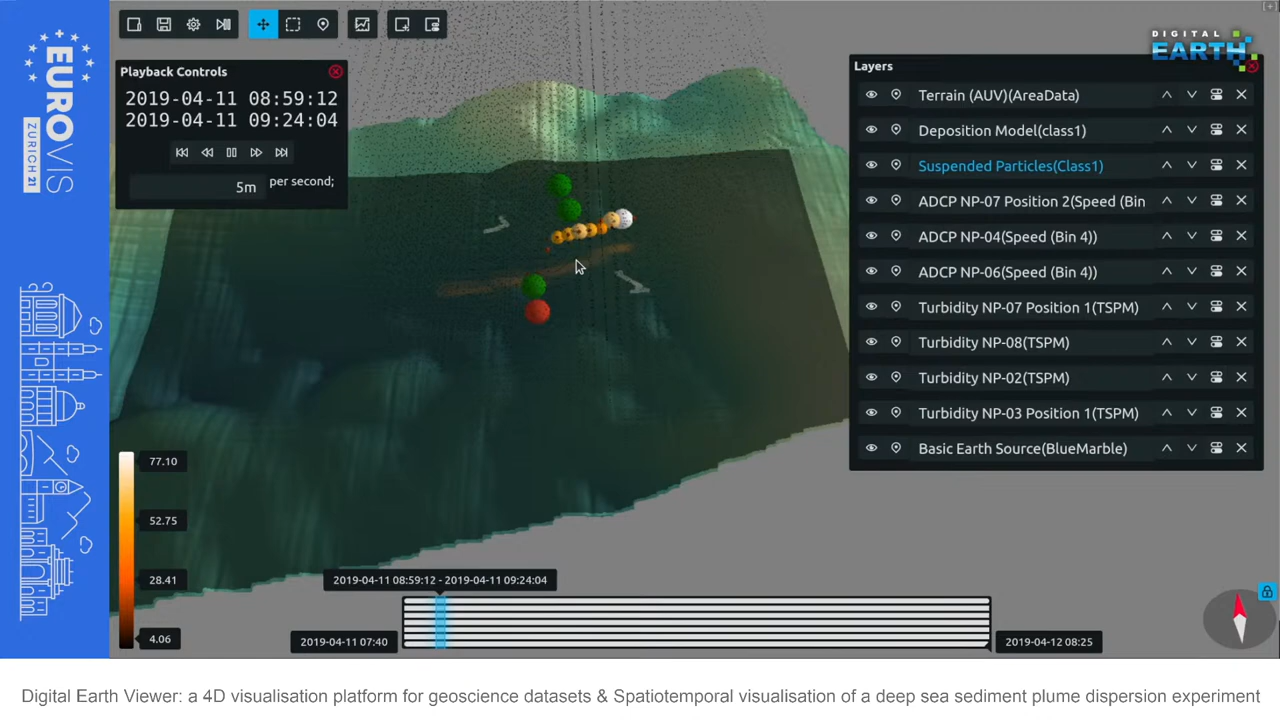 EUROVIS
ZURICH 21
DIGITAL
EARTH
Playback Controls
2019-04-11 08:59:12
2019-04-11 09:24:04
5m per second;
Layers
Terrain (AUV)(AreaData)
Deposition Model(class1)
Suspended Particles(Class1)
ADCP NP-07 Position 2(Speed (Bin
ADCP NP-04(Speed (Bin 4))
ADCP NP-06(Speed (Bin 4))
Turbidity NP-07 Position 1(TSPM)
Turbidity NP-08(TSPM)
Turbidity NP-02(TSPM)
Turbidity NP-03 Position 1(TSPM)
Basic Earth Source(BlueMarble)
77.10
52.75
28.41
4.06
2019-04-11 08:59:12 - 2019-04-11 09:24:04
2019-04-11 07:40
2019-04-12 08:25
Digital Earth Viewer: a 4D visualisation platform for geoscience datasets & Spatiotemporal visualisation of a deep sea sediment plume dispersion experiment